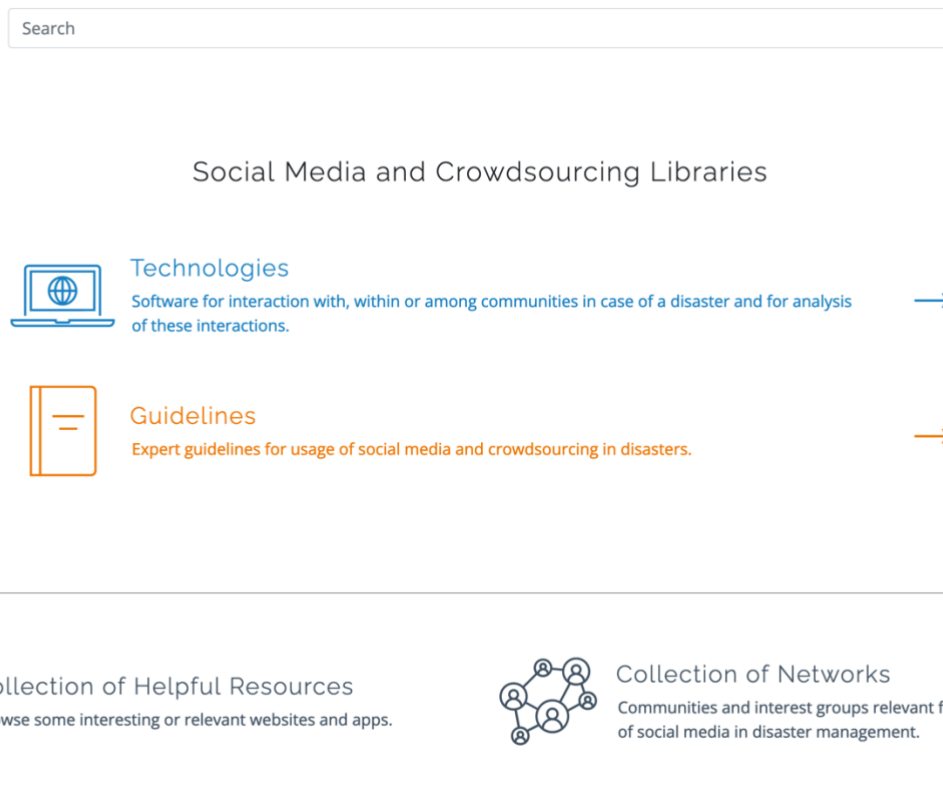 Search
Social Media and Crowdsourcing Libraries
Technologies
Software for interaction with, within or among communities in case of a disaster and for analysis
of these interactions.
Guidelines
Expert guidelines for usage of social media and crowdsourcing in disasters.
ollection of Helpful Resources
wse some interesting or relevant websites and apps.
Collection of Networks
Communities and interest groups relevant f
of social media in disaster management.